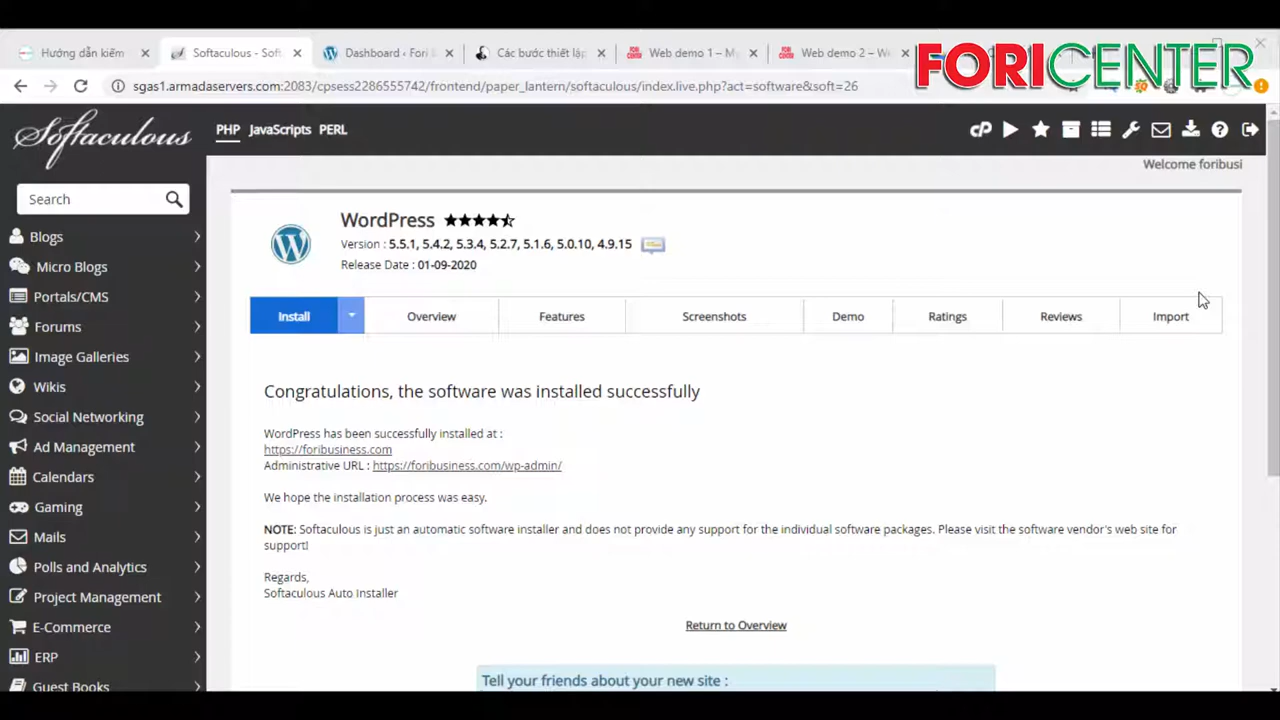 Hướng dẫn kiếm
Softaculous - Soft
Dashboard ‹ Fori B
Các bước thiết lập
Web demo 1 – M
Web demo 2 – W
FORICENTER
sgas1.armadaservers.com:2083/cpsess2286555742/frontend/paper_lantern/softaculous/index.live.php?act=software&soft=26
Softaculous
PHP JavaScripts PERL
Welcome foribusi
Search
Blogs
Micro Blogs
Portals/CMS
Forums
Image Galleries
Wikis
Social Networking
Ad Management
Calendars
Gaming
Mails
Polls and Analytics
Project Management
E-Commerce
ERP
Guest Books
WordPress
Version : 5.5.1, 5.4.2, 5.3.4, 5.2.7, 5.1.6, 5.0.10, 4.9.15
Release Date : 01-09-2020
Install Overview Features Screenshots Demo Ratings Reviews Import
Congratulations, the software was installed successfully
WordPress has been successfully installed at :
https://foribusiness.com
Administrative URL : https://foribusiness.com/wp-admin/
We hope the installation process was easy.
NOTE: Softaculous is just an automatic software installer and does not provide any support for the individual software packages. Please visit the software vendor's web site for
support!
Regards,
Softaculous Auto Installer
Return to Overview
Tell your friends about your new site :